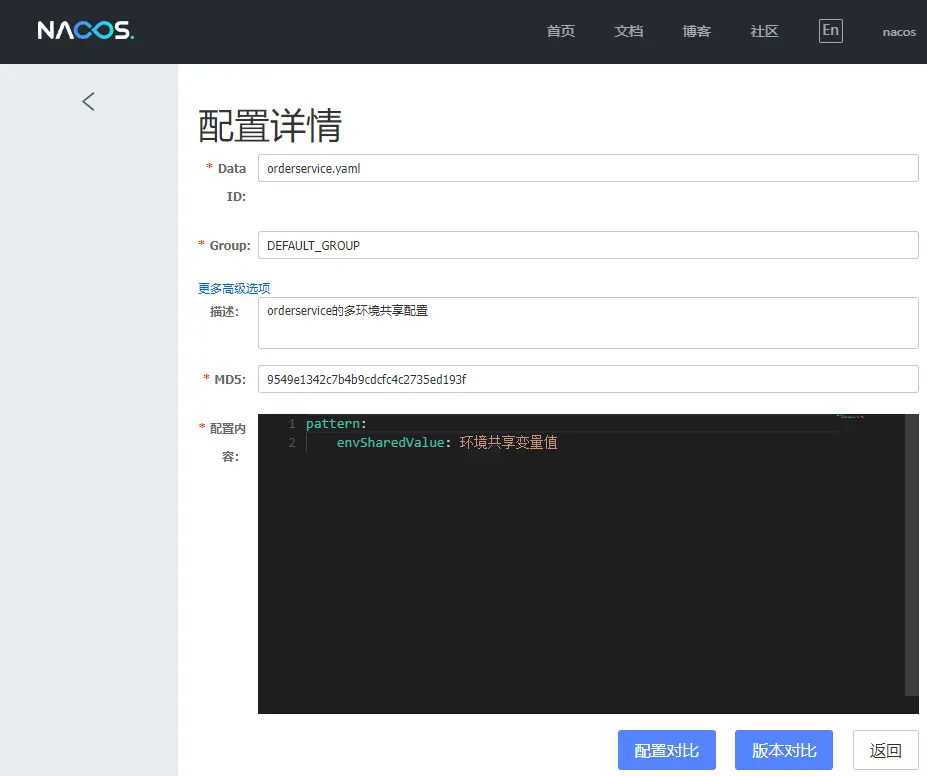 NACOS.
首页 文档 博客 社区 En nacos
配置详情
* Data ID: orderservice.yaml
* Group: DEFAULT_GROUP
更多高级选项
描述: orderservice的多环境共享配置
* MD5: 9549e1342c7b4b9cdcfc4c2735ed193f
* 配置内容:
1 pattern:
2 envSharedValue: 环境共享变量值
配置对比 版本对比 返回